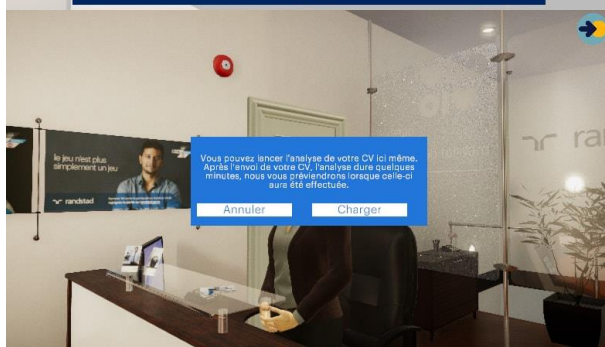 le jeu n'est plus
simplement un jeu
randstad
Vous pouvez lancer l'analyse de votre CV ici même.
Après l'envoi de votre CV, l'analyse dure quelques
minutes, nous vous préviendrons lorsque celle-ci
aura été effectuée.
Annuler Charger
ra